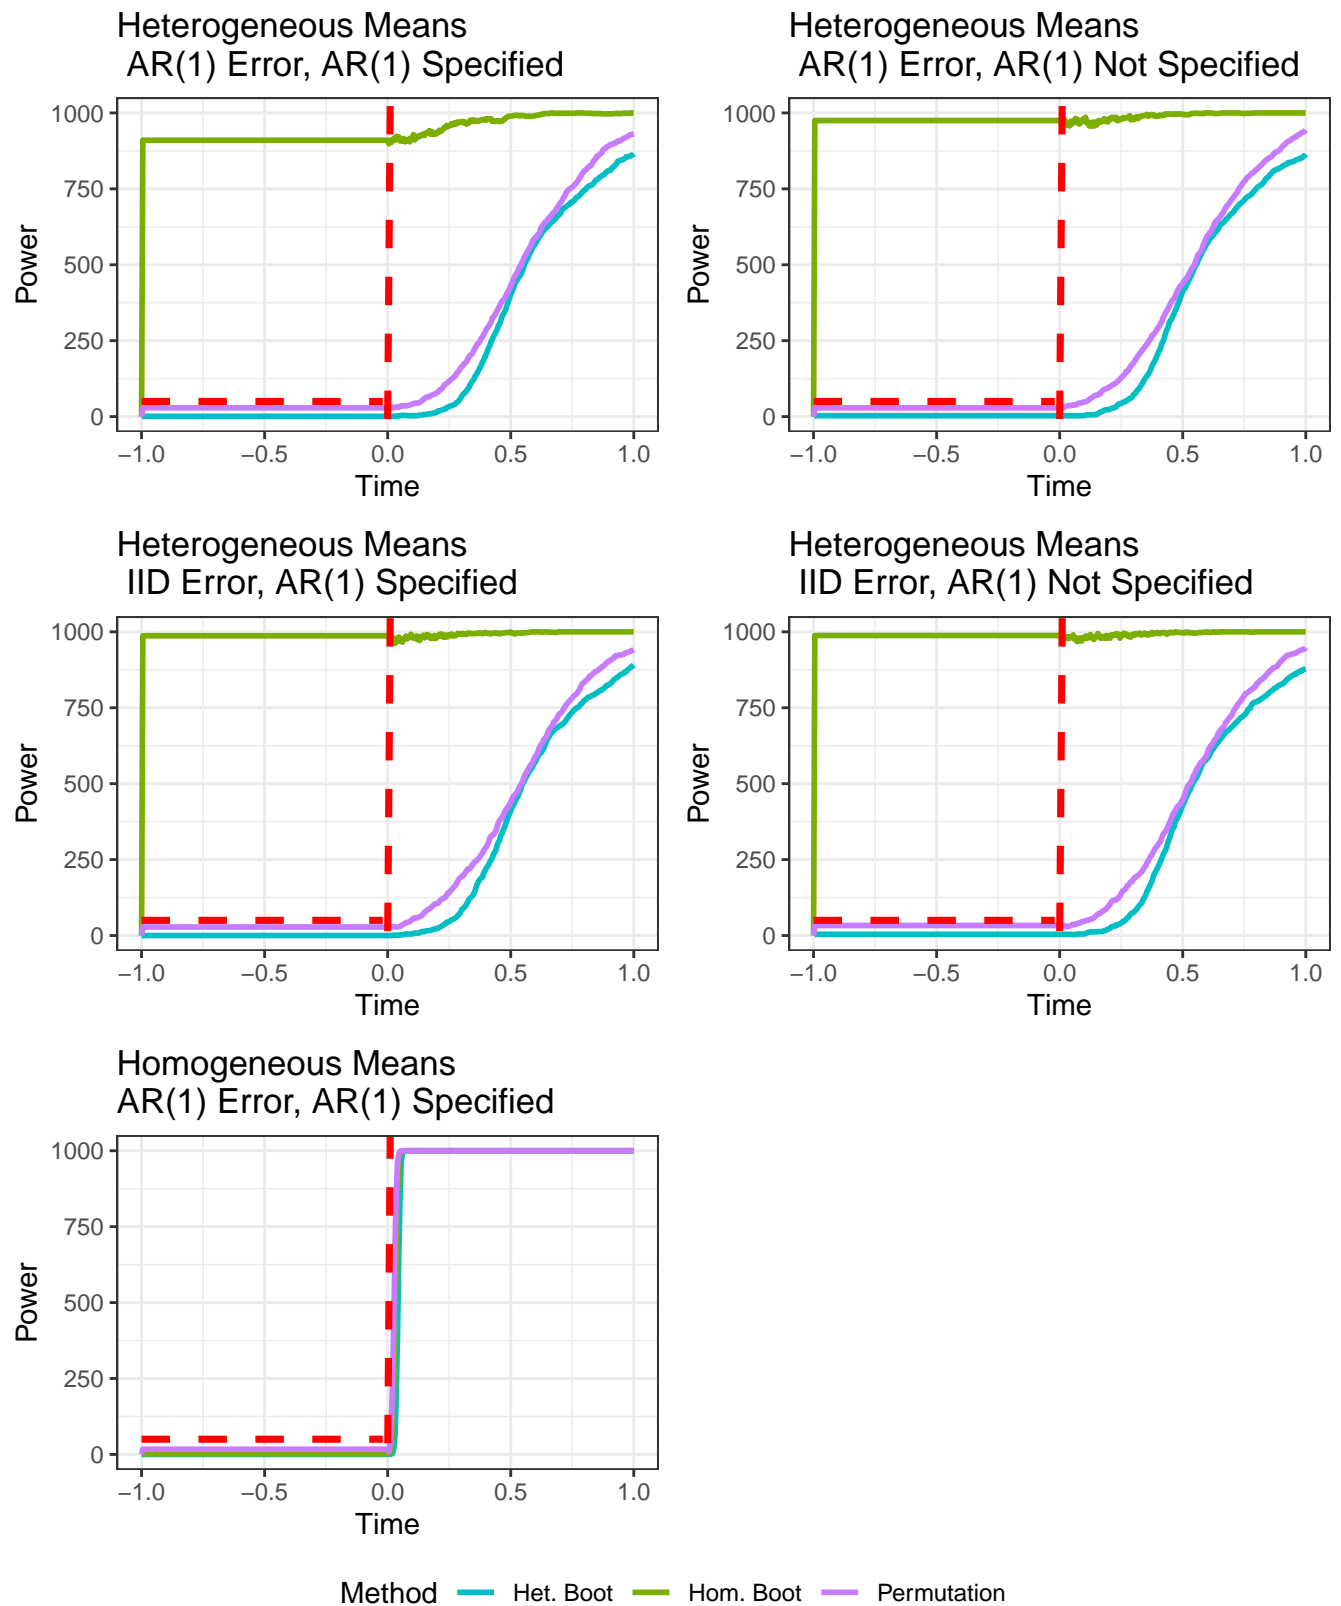 Heterogeneous Means
AR(1) Error, AR(1) Specified
1000
750
500
250
0
Power
−1.0 −0.5 0.0 0.5 1.0
Time
Heterogeneous Means
AR(1) Error, AR(1) Not Specified
1000
750
500
250
0
Power
−1.0 −0.5 0.0 0.5 1.0
Time
Heterogeneous Means
IID Error, AR(1) Specified
1000
750
500
250
0
Power
−1.0 −0.5 0.0 0.5 1.0
Time
Heterogeneous Means
IID Error, AR(1) Not Specified
1000
750
500
250
0
Power
−1.0 −0.5 0.0 0.5 1.0
Time
Homogeneous Means
AR(1) Error, AR(1) Specified
1000
750
500
250
0
Power
−1.0 −0.5 0.0 0.5 1.0
Time
Method Het. Boot Hom. Boot Permutation